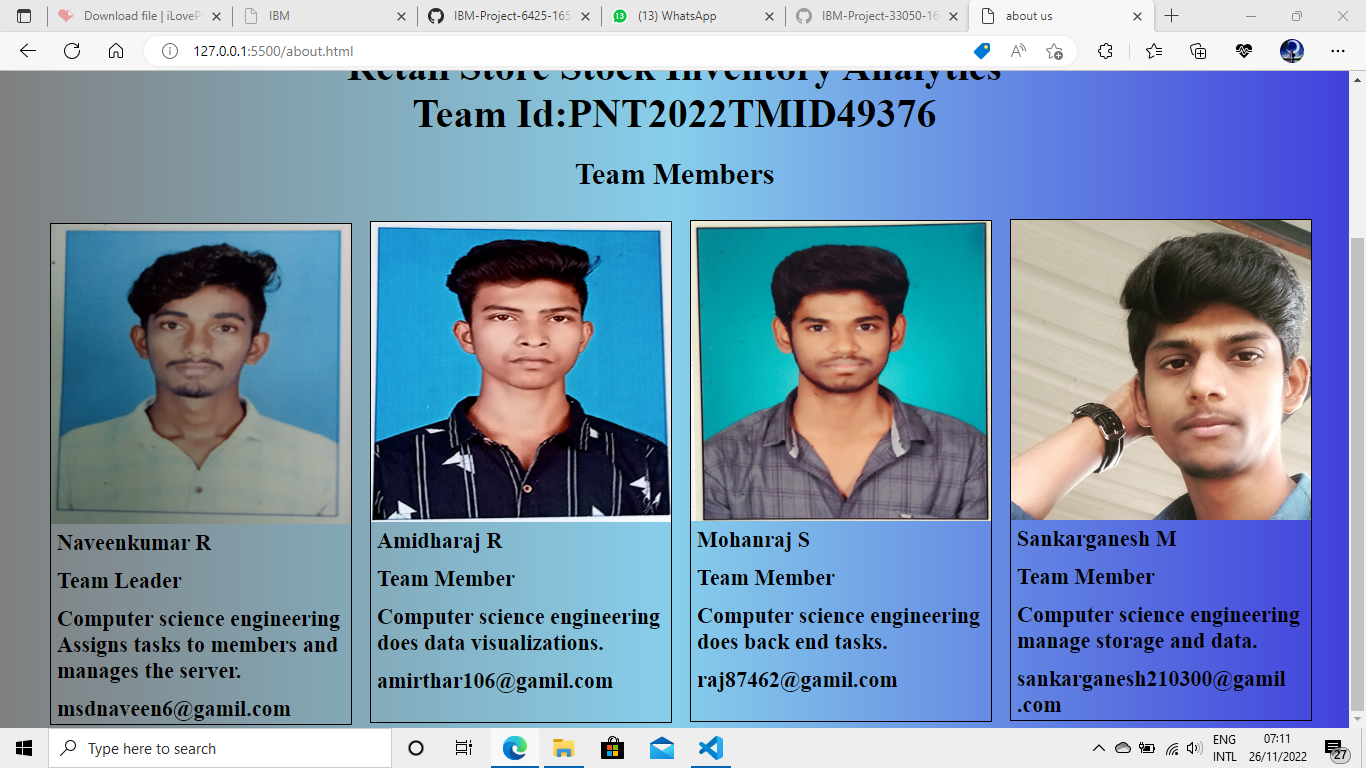 Download file | iLoveP
IBM
IBM-Project-6425-165
(13) WhatsApp
IBM-Project-33050-16
about us
127.0.0.1:5500/about.html
Retail Store Stock Inventory Analytics
Team Id:PNT2022TMID49376
Team Members
Naveenkumar R
Team Leader
Computer science engineering
Assigns tasks to members and
manages the server.
msdnaveen6@gamil.com
Amidharaj R
Team Member
Computer science engineering
does data visualizations.
amirthar106@gamil.com
Mohanraj S
Team Member
Computer science engineering
does back end tasks.
raj87462@gamil.com
Sankarganesh M
Team Member
Computer science engineering
manage storage and data.
sankarganesh210300@gamil
.com
Type here to search
ENG
INTL
07:11
26/11/2022
27